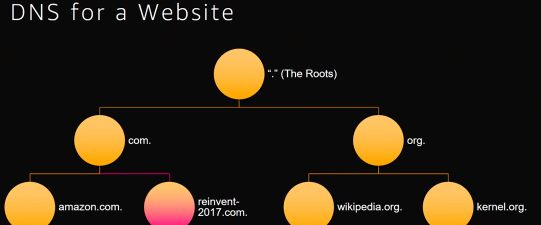 DNS for a Website
“.” (The Roots)
com.
org.
amazon.com.
reinvent-
2017.com.
wikipedia.org.
kernel.org.